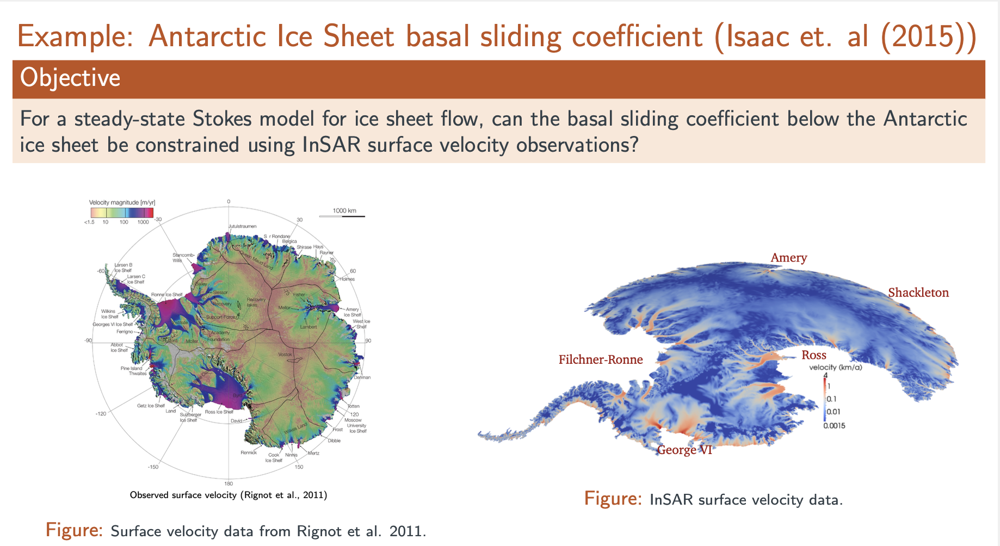 Example: Antarctic Ice Sheet basal sliding coefficient (Isaac et. al (2015))
Objective
For a steady-state Stokes model for ice sheet flow, can the basal sliding coefficient below the Antarctic
ice sheet be constrained using InSAR surface velocity observations?
Velocity magnitude [m/yr]
<1.5 10 100 1000
1000 km
0
30
60
90
120
150
180
-150
-120
-90
-60
-30
-75
-85
Jutulstraumen
S r Rondane
Belgica
Shirase
Hays
Rayner
Holmes
Queen Maud Land
Stancomb-
Wills
Larsen B
Ice Shelf
Larsen C
Ice Shelf
Ronne Ice Shelf
Bailey
Slessor
Recovery
Recovery
lakes
Support-Force
Fisher
Mellor
Lambert
Amery
Ice Shelf
West Ice
Shelf
Wilkins
Ice Shelf
Georges VI Ice Shelf
Ferrigno
Evans
Institute
Rutford
Moller
Academy
Foundation
Abbot
Ice Shelf
Pine Island
Thwaites
Vostok
Denman
Getz Ice Shelf
Land
Sulzberger
Ice Shelf
Ross Ice Shelf
Byrd
David
Totten
Moscow
University
Ice Shelf
Frost
Dibble
Wilkes Land
Rennick
Cook
Ice Shelf
Ninnis
Mertz
Observed surface velocity (Rignot et al., 2011)
Figure: Surface velocity data from Rignot et al. 2011.
Amery
Shackleton
Filchner-Ronne
Ross
velocity (km/a)
4
1
0.1
0.01
0.0015
George VI
Figure: InSAR surface velocity data.